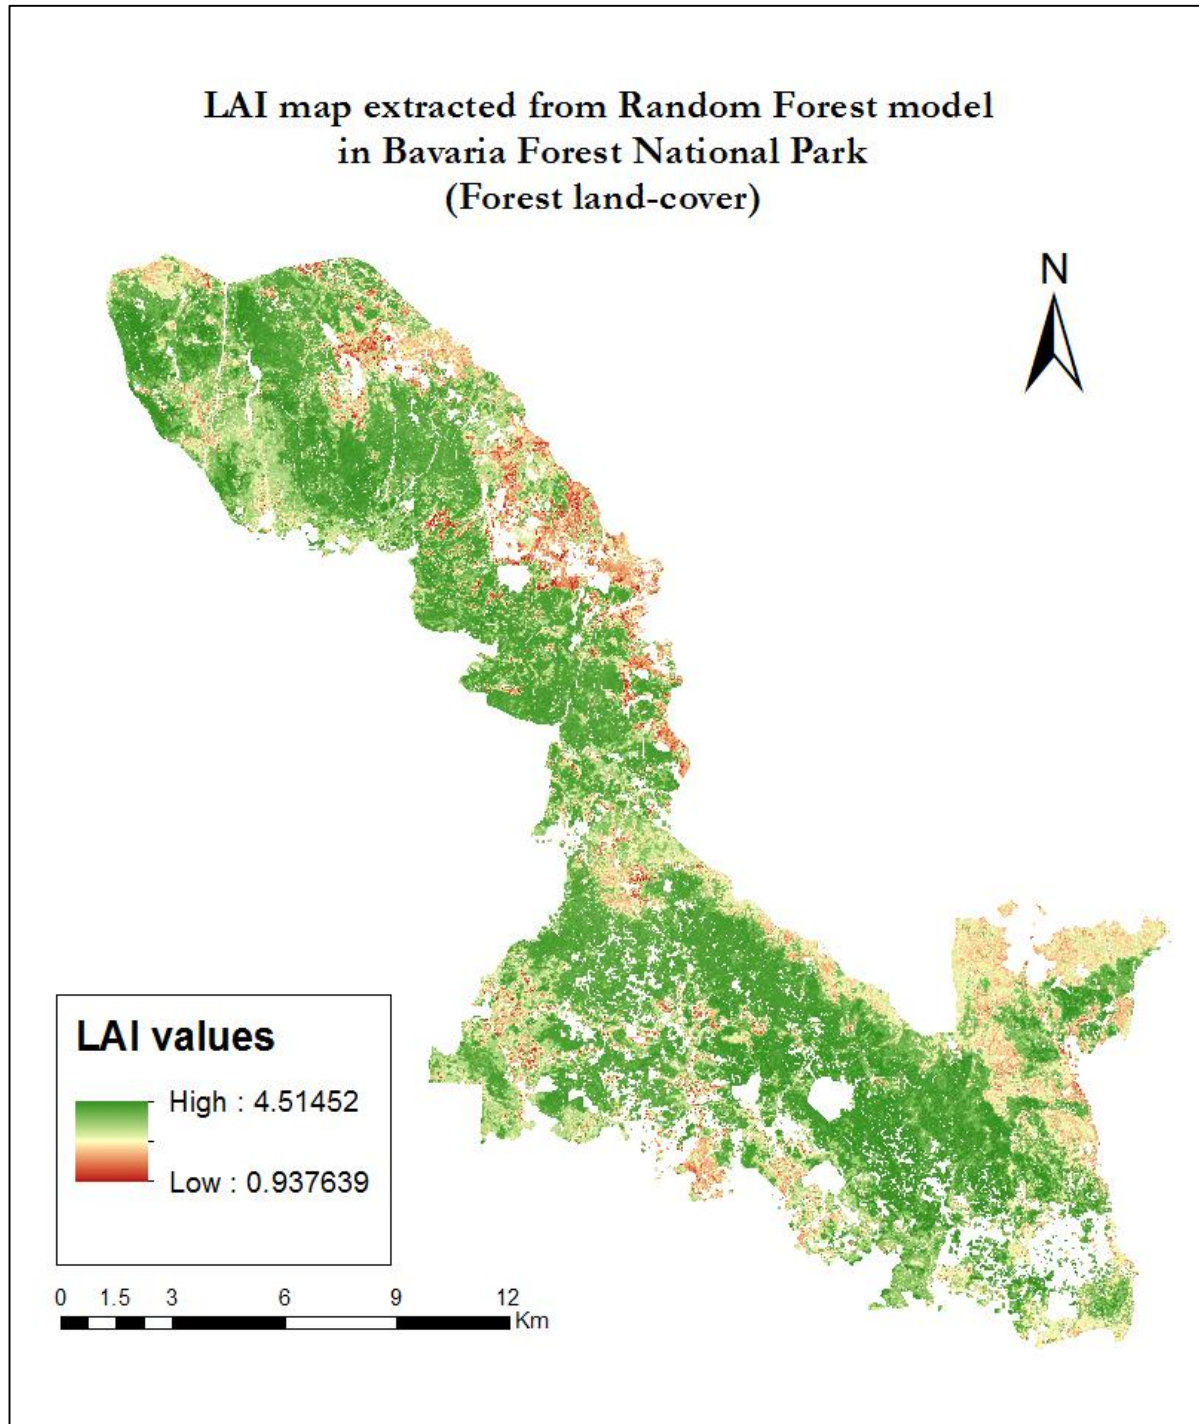 LAI map extracted from Random Forest model
in Bavaria Forest National Park
(Forest land-cover)
N
LAI values
High : 4.51452
Low : 0.937639
0 1.5 3 6 9 12
Km